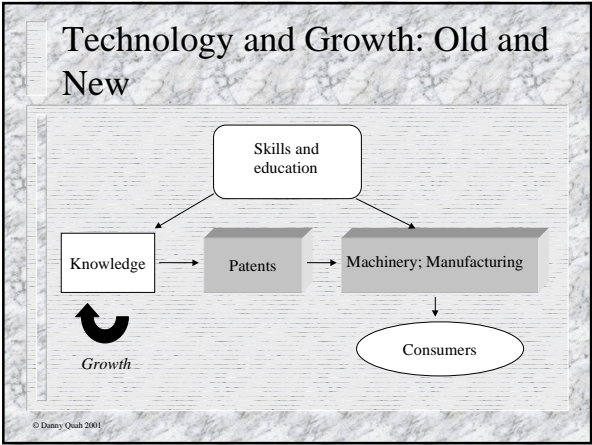 Technology and Growth: Old and
New
Skills and
education
Knowledge
Patents
Machinery; Manufacturing
Growth
Consumers
© Danny Quah 2001